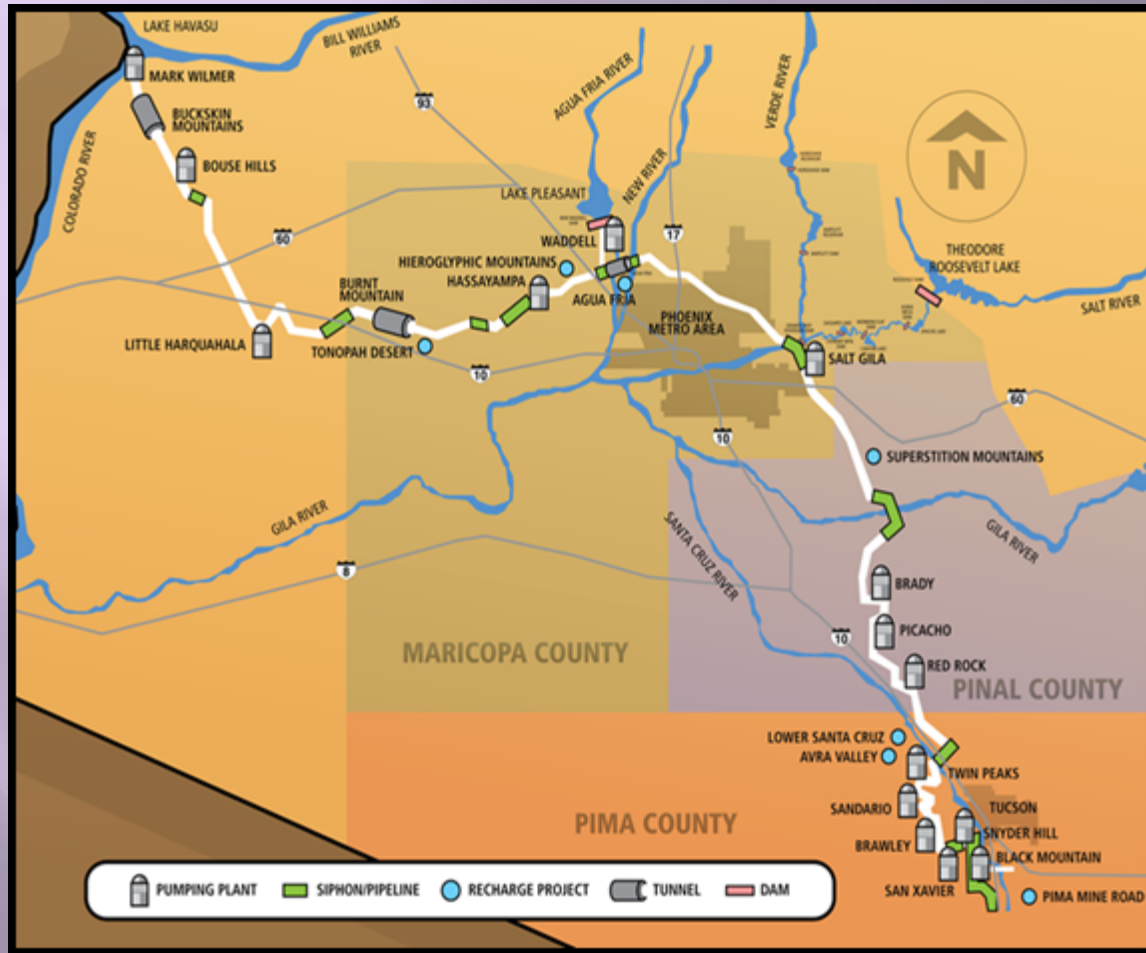 LAKE HAVASU
BILL WILLIAMS
RIVER
MARK WILMER
BUCKSKIN
MOUNTAINS
BOUSE HILLS
COLORADO RIVER
93
60
AGUA FRIA RIVER
VERDE RIVER
NEW RIVER
LAKE PLEASANT
N
WADDELL
17
THEODORE
ROOSEVELT LAKE
SALT RIVER
HIEROGLYPHIC MOUNTAINS
HASSAYAMPA
AGUA FRIA
BURNT
MOUNTAIN
LITTLE HARQUAHALA
TONOPAH DESERT
10
PHOENIX
METRO AREA
SALT GILA
60
10
SUPERSTITION MOUNTAINS
GILA RIVER
GILA RIVER
SANTA CRUZ RIVER
8
BRADY
PICACHO
10
RED ROCK
MARICOPA COUNTY
PINAL COUNTY
LOWER SANTA CRUZ
AVRA VALLEY
TWIN PEAKS
SANDARIO
TUCSON
PIMA COUNTY
SNYDER HILL
BRAWLEY
BLACK MOUNTAIN
SAN XAVIER
PIMA MINE ROAD
PUMPING PLANT
SIPHON/PIPELINE
RECHARGE PROJECT
TUNNEL
DAM